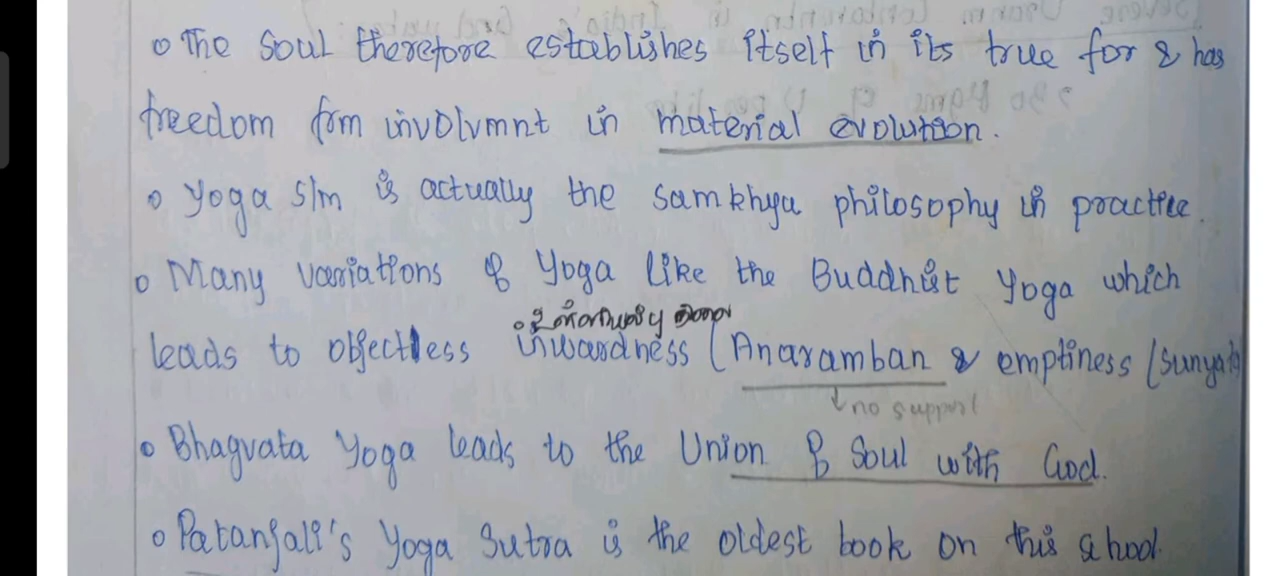 o The Soul therefore establishes itself in its true for & has
freedom frm involvmnt in material evolution.
o Yoga s/m is actually the Samkhya philosophy in practice.
o Many variations of Yoga like the Buddhist Yoga which
leads to objectless inwardness (Anaramban & emptiness (Sunyata)
↓ no support
o Bhagvata Yoga leads to the Union of Soul with God.
o Patanjali's Yoga Sutra is the oldest book on this school.